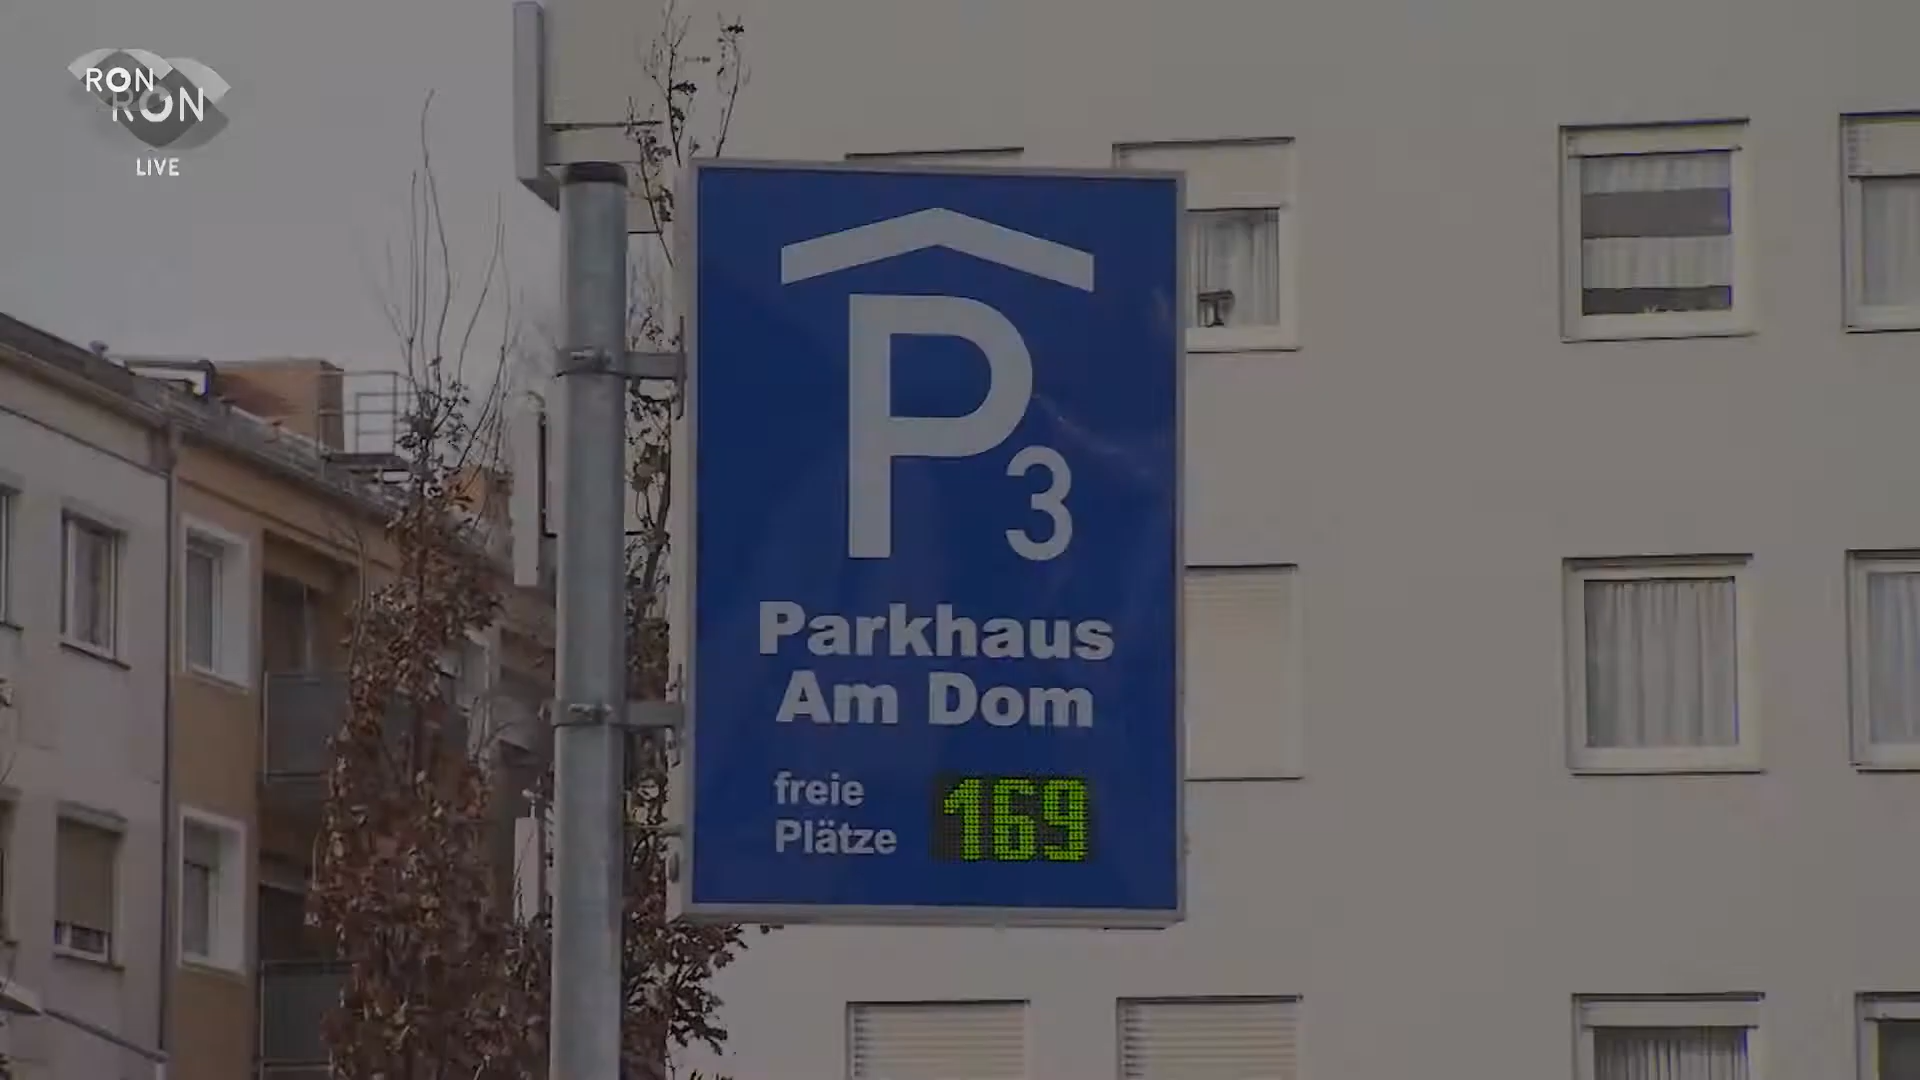 RON
RON
LIVE
P
3
Parkhaus
Am Dom
freie
Plätze
169